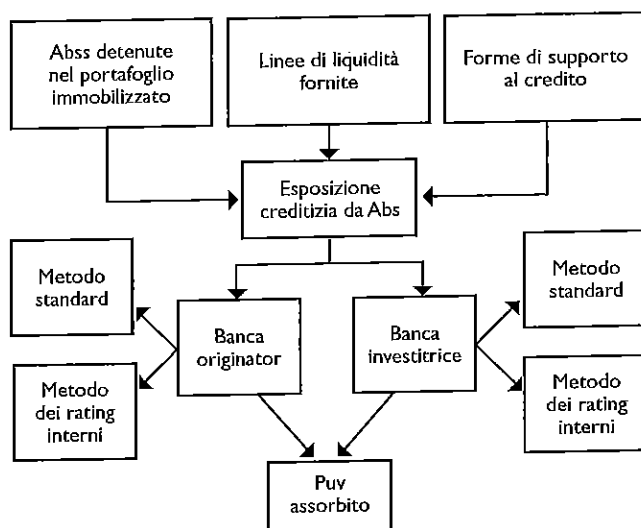 Abss detenute
nel portafoglio
immobilizzato
Linee di liquidità
fornite
Forme di supporto
al credito
Esposizione
creditizia da Abs
Metodo
standard
Banca
originator
Banca
investitrice
Metodo
standard
Metodo
dei rating
interni
Metodo
dei rating
interni
Puv
assorbito